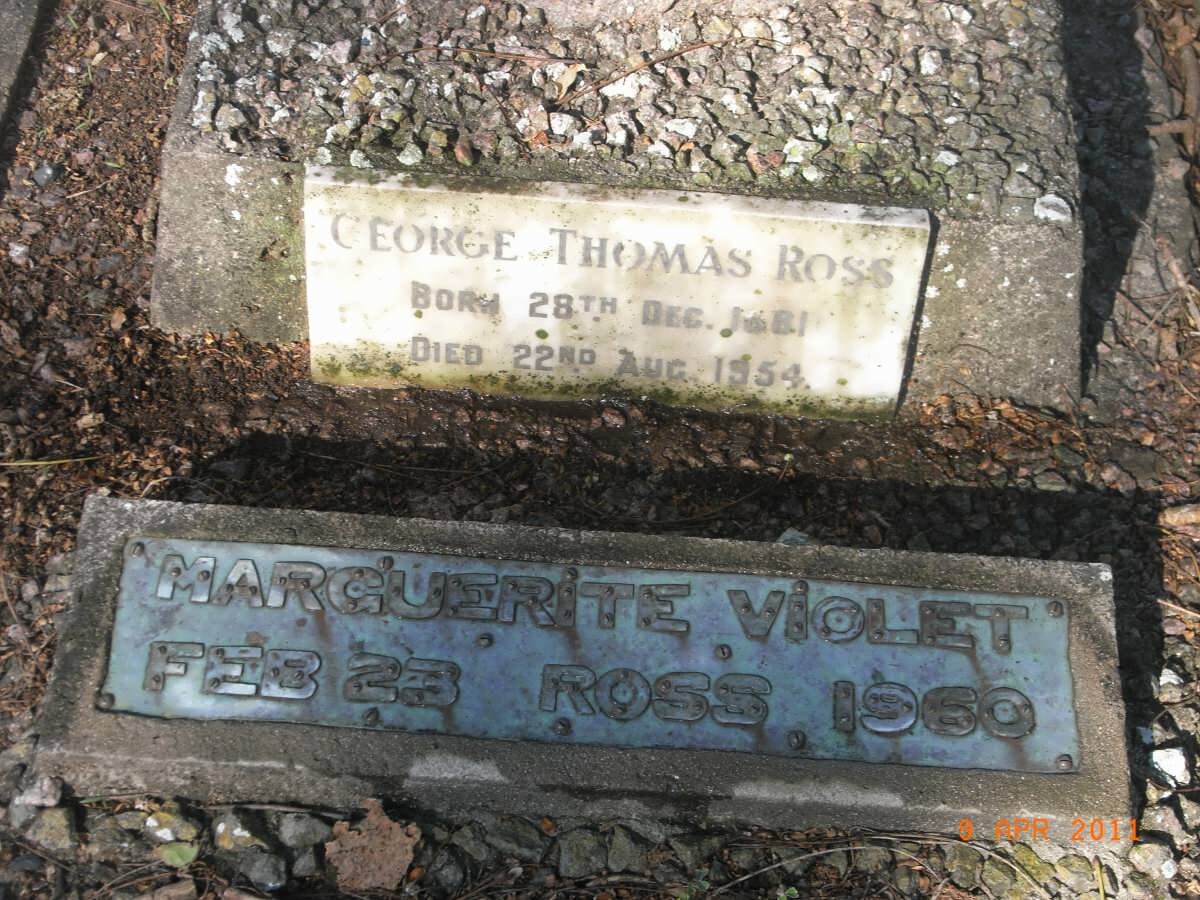 GEORGE THOMAS ROSS
BORN 28TH DEC. 1881
DIED 22ND AUG 1954.
MARGUERITE VIOLET
FEB 23 ROSS 1960
9 APR 2011